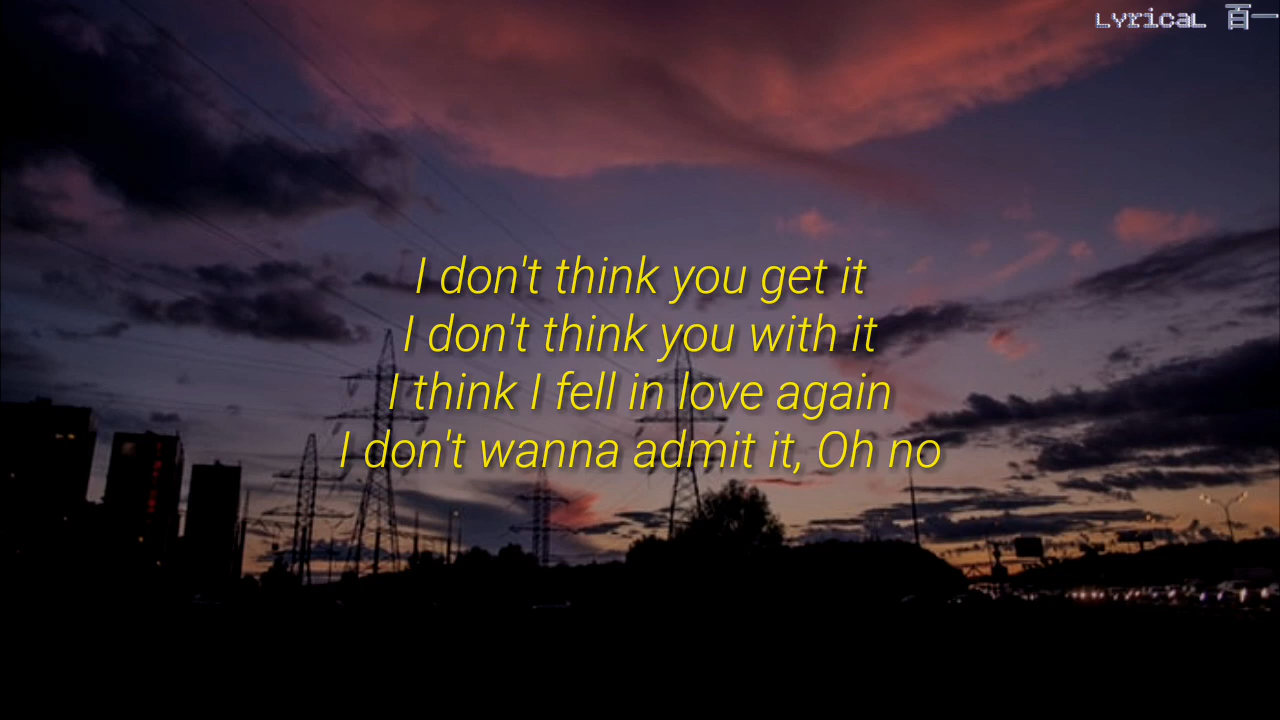 LyricaL 百一
I don't think you get it
I don't think you with it
I think I fell in love again
I don't wanna admit it, Oh no